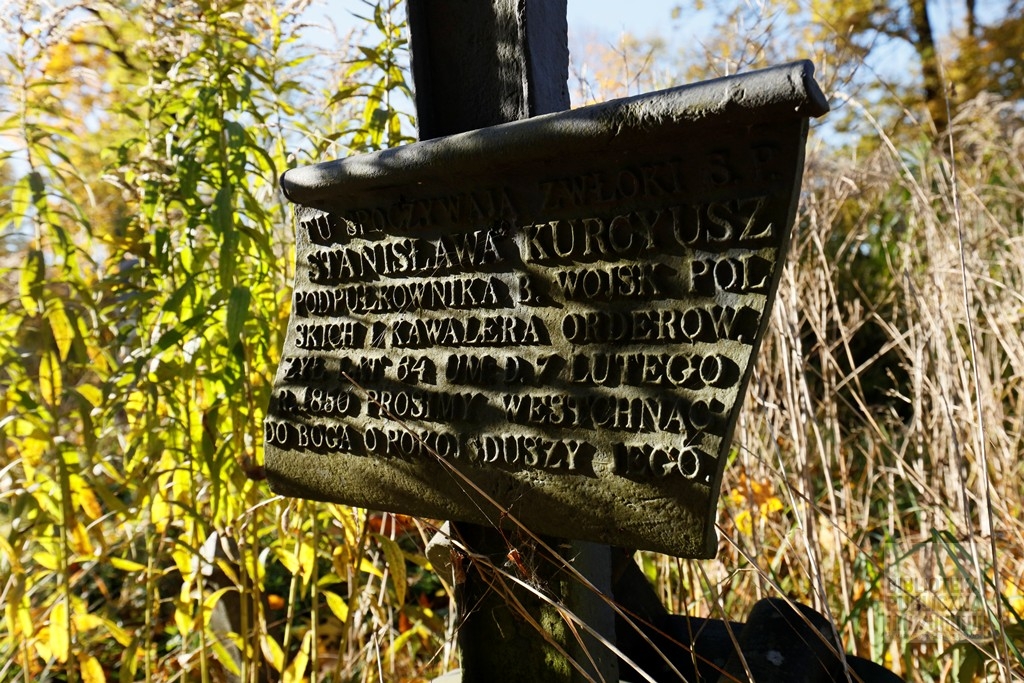 TU. SPOCZYWAJĄ ZWŁOKI S.P.
STANISŁAWA KURCYUSZ
PODPUŁKOWNIKA B. WOJSK POL
SKICH I KAWALERA ORDERÓW.
ŻYŁ LAT 64 UM: D. 7 LUTEGO
R. 1850 PROSIMY WESTCHNĄĆ
DO BOGA O POKÓJ DUSZY JEGO.